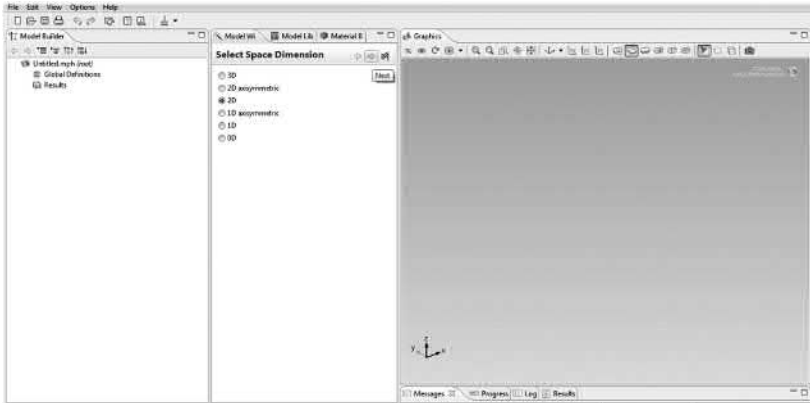 File Edit View Options Help
Model Builder
Untitled.mph (root)
Global Definitions
Results
Model Wi Model Lib Material B
Select Space Dimension
Next
3D
2D axisymmetric
2D
1D axisymmetric
1D
0D
Graphics
z
y x
Messages Progress Log Results